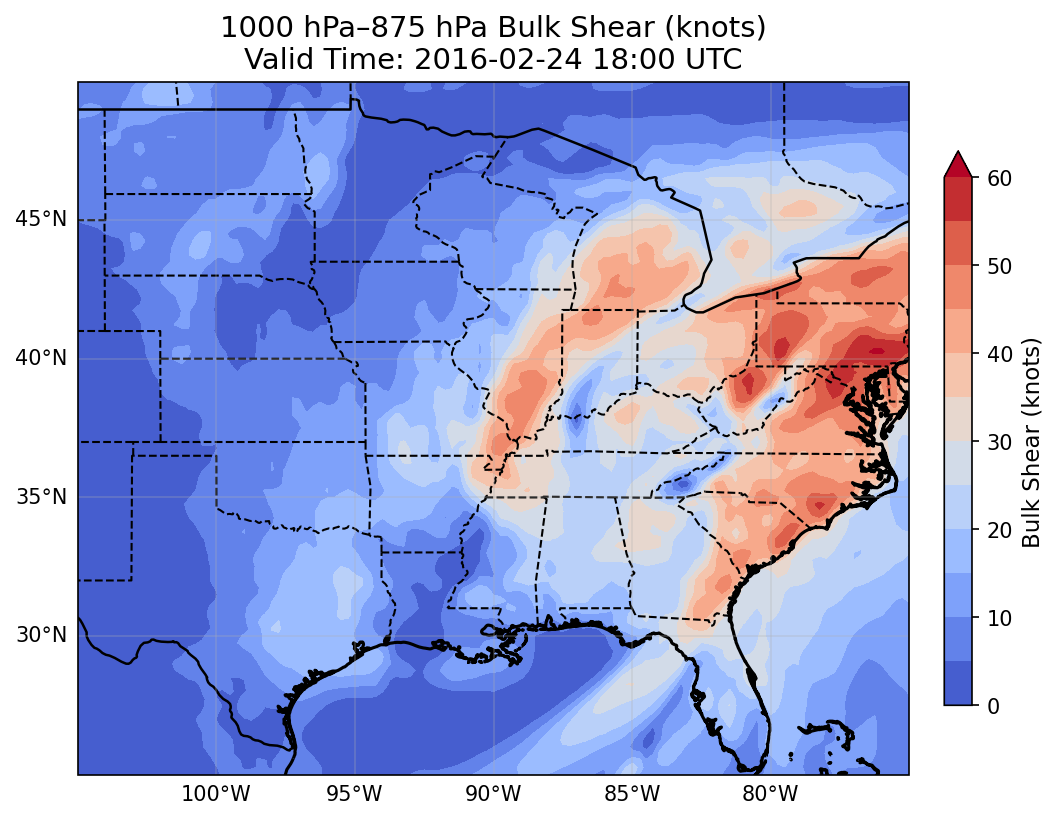 1000 hPa–875 hPa Bulk Shear (knots)
Valid Time: 2016-02-24 18:00 UTC
45°N
40°N
35°N
30°N
100°W
95°W
90°W
85°W
80°W
60
50
40
30
20
10
0
Bulk Shear (knots)